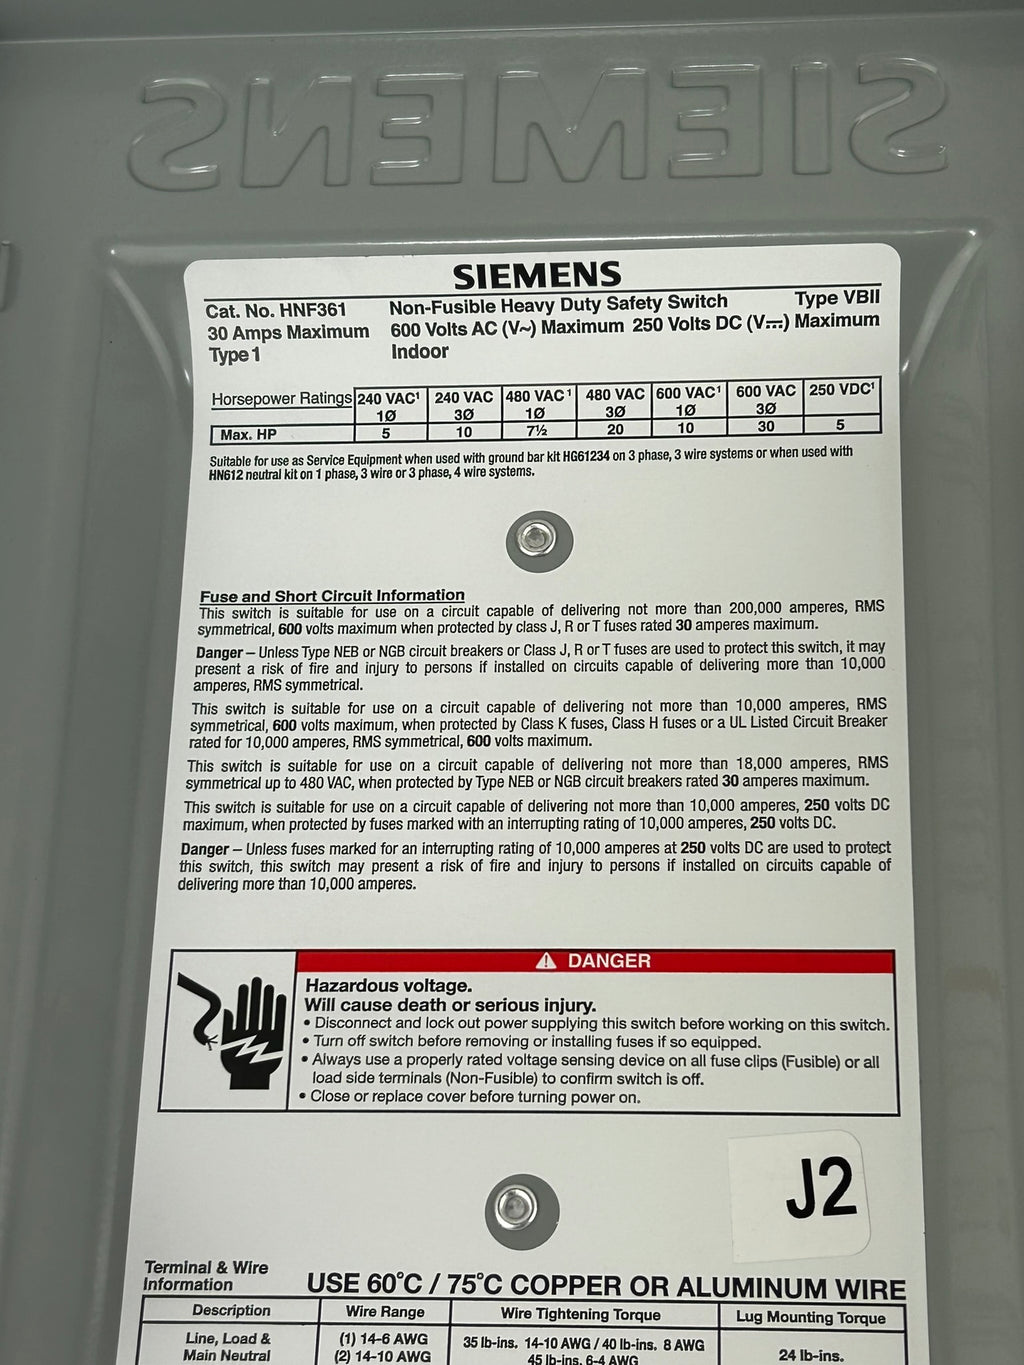 SIEMENS
SIEMENS
Cat. No. HNF361 Non-Fusible Heavy Duty Safety Switch Type VBII
30 Amps Maximum 600 Volts AC (V~) Maximum 250 Volts DC (V⎓) Maximum
Type 1 Indoor
Horsepower Ratings 240 VAC¹ 240 VAC 480 VAC¹ 480 VAC 600 VAC¹ 600 VAC 250 VDC¹
1Ø 3Ø 1Ø 3Ø 1Ø 3Ø
Max. HP 5 10 7½ 20 10 30 5
Suitable for use as Service Equipment when used with ground bar kit HG61234 on 3 phase, 3 wire systems or when used with
HN612 neutral kit on 1 phase, 3 wire or 3 phase, 4 wire systems.
Fuse and Short Circuit Information
This switch is suitable for use on a circuit capable of delivering not more than 200,000 amperes, RMS
symmetrical, 600 volts maximum when protected by class J, R or T fuses rated 30 amperes maximum.
Danger – Unless Type NEB or NGB circuit breakers or Class J, R or T fuses are used to protect this switch, it may
present a risk of fire and injury to persons if installed on circuits capable of delivering more than 10,000
amperes, RMS symmetrical.
This switch is suitable for use on a circuit capable of delivering not more than 10,000 amperes, RMS
symmetrical, 600 volts maximum, when protected by Class K fuses, Class H fuses or a UL Listed Circuit Breaker
rated for 10,000 amperes, RMS symmetrical, 600 volts maximum.
This switch is suitable for use on a circuit capable of delivering not more than 18,000 amperes, RMS
symmetrical up to 480 VAC, when protected by Type NEB or NGB circuit breakers rated 30 amperes maximum.
This switch is suitable for use on a circuit capable of delivering not more than 10,000 amperes, 250 volts DC
maximum, when protected by fuses marked with an interrupting rating of 10,000 amperes, 250 volts DC.
Danger – Unless fuses marked for an interrupting rating of 10,000 amperes at 250 volts DC are used to protect
this switch, this switch may present a risk of fire and injury to persons if installed on circuits capable of
delivering more than 10,000 amperes.
DANGER
Hazardous voltage.
Will cause death or serious injury.
• Disconnect and lock out power supplying this switch before working on this switch.
• Turn off switch before removing or installing fuses if so equipped.
• Always use a properly rated voltage sensing device on all fuse clips (Fusible) or all
load side terminals (Non-Fusible) to confirm switch is off.
• Close or replace cover before turning power on.
J2
Terminal & Wire
Information USE 60°C / 75°C COPPER OR ALUMINUM WIRE
Description Wire Range Wire Tightening Torque Lug Mounting Torque
Line, Load & (1) 14-6 AWG 35 lb-ins. 14-10 AWG / 40 lb-ins. 8 AWG
Main Neutral (2) 14-10 AWG 45 lb-ins. 6-4 AWG 24 lb-ins.